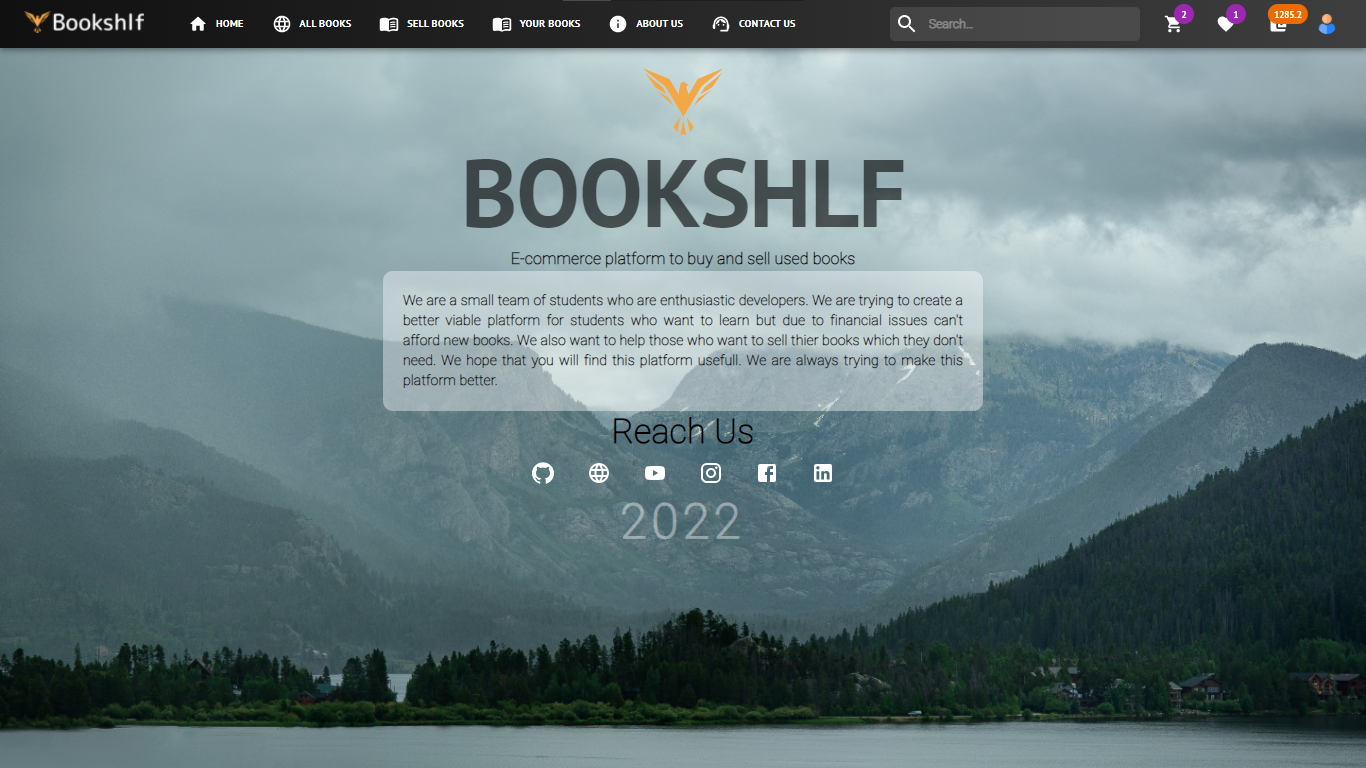 Bookshlf
HOME
ALL BOOKS
SELL BOOKS
YOUR BOOKS
ABOUT US
CONTACT US
Search...
2
1
1285.2
BOOKSHLF
E-commerce platform to buy and sell used books
We are a small team of students who are enthusiastic developers. We are trying to create a
better viable platform for students who want to learn but due to financial issues can't
afford new books. We also want to help those who want to sell thier books which they don't
need. We hope that you will find this platform usefull. We are always trying to make this
platform better.
Reach Us
2022